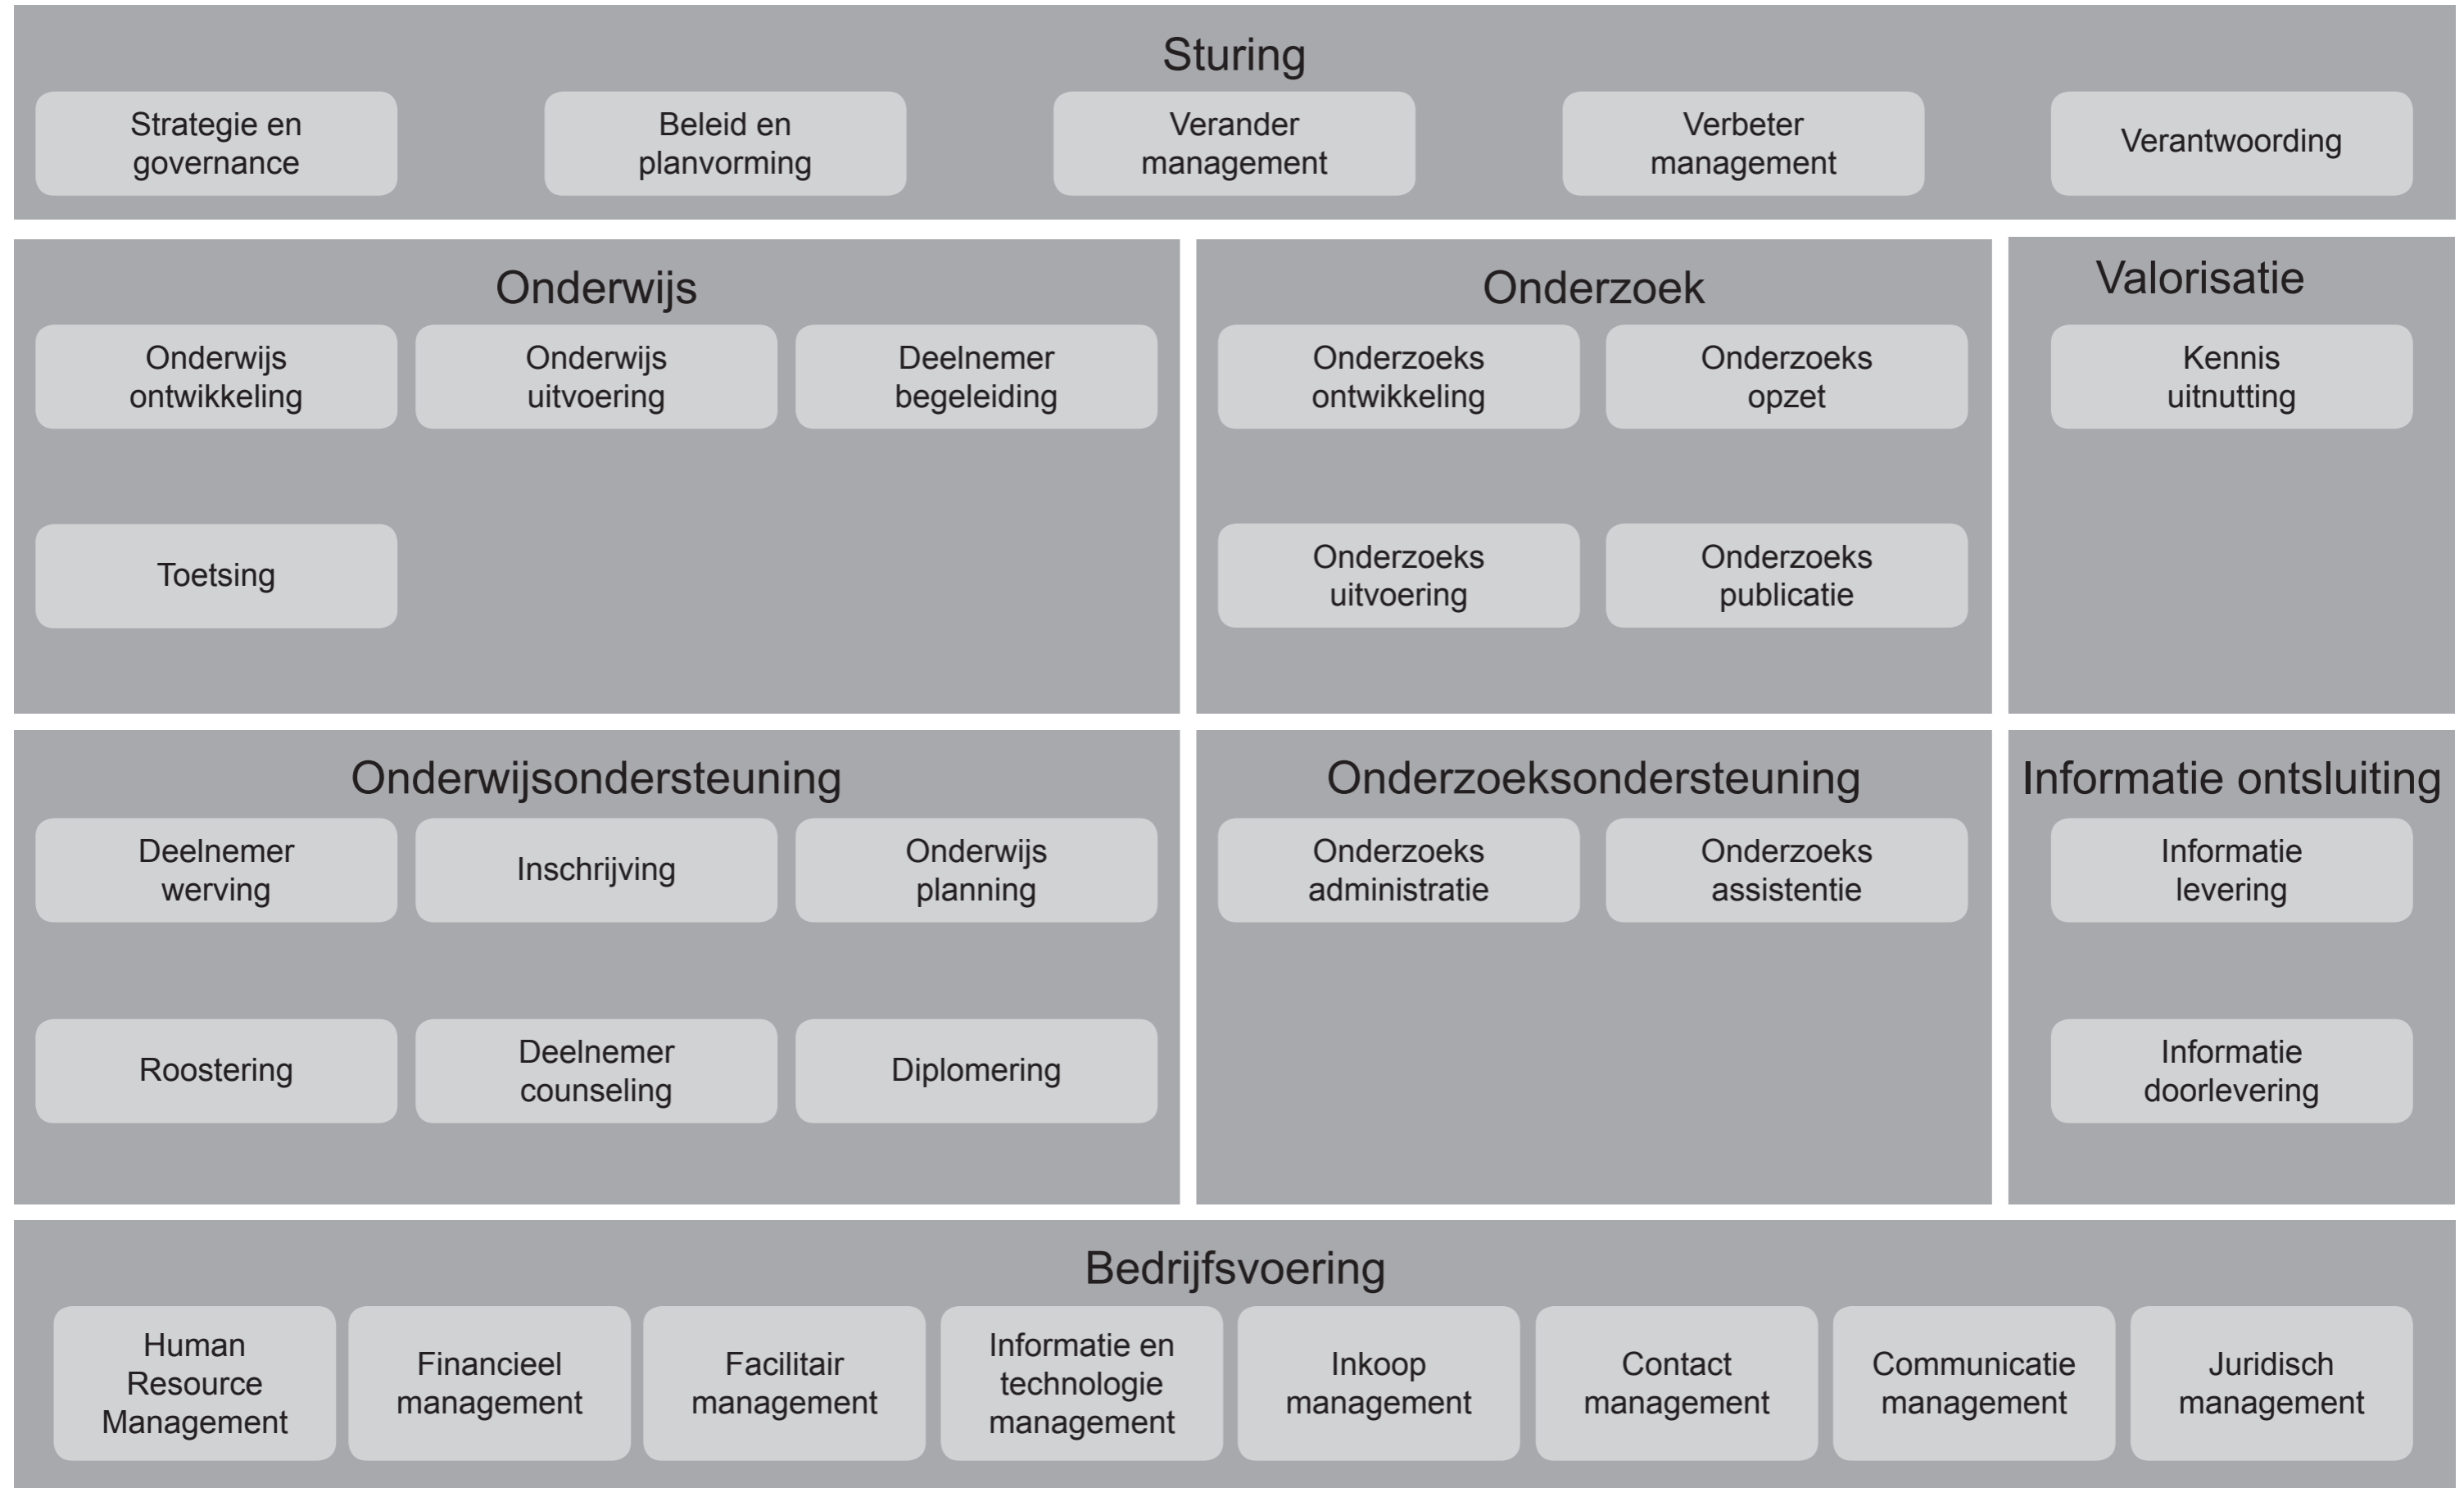 Sturing
Strategie en
governance
Beleid en
planvorming
Verander
management
Verbeter
management
Verantwoording
Onderwijs
Onderwijs
ontwikkeling
Onderwijs
uitvoering
Deelnemer
begeleiding
Toetsing
Onderzoek
Onderzoeks
ontwikkeling
Onderzoeks
opzet
Onderzoeks
uitvoering
Onderzoeks
publicatie
Valorisatie
Kennis
uitnutting
Onderwijsondersteuning
Deelnemer
werving
Inschrijving
Onderwijs
planning
Roostering
Deelnemer
counseling
Diplomering
Onderzoeksondersteuning
Onderzoeks
administratie
Onderzoeks
assistentie
Informatie ontsluiting
Informatie
levering
Informatie
doorlevering
Bedrijfsvoering
Human
Resource
Management
Financieel
management
Facilitair
management
Informatie en
technologie
management
Inkoop
management
Contact
management
Communicatie
management
Juridisch
management